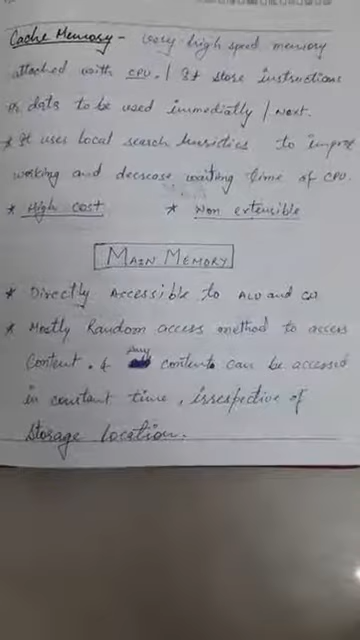 Cache Memory - Very high speed memory
attached with CPU. / It store instructions
or data to be used immediately / Next.
* It uses local search heuristics to improve
working and decrease waiting time of CPU.
* High cost * Non extensible
MAIN MEMORY
* Directly Accessible to ALU and CU
* Mostly Random access method to access
Content. & Any contents can be accessed
in constant time, irrespective of
Storage location.